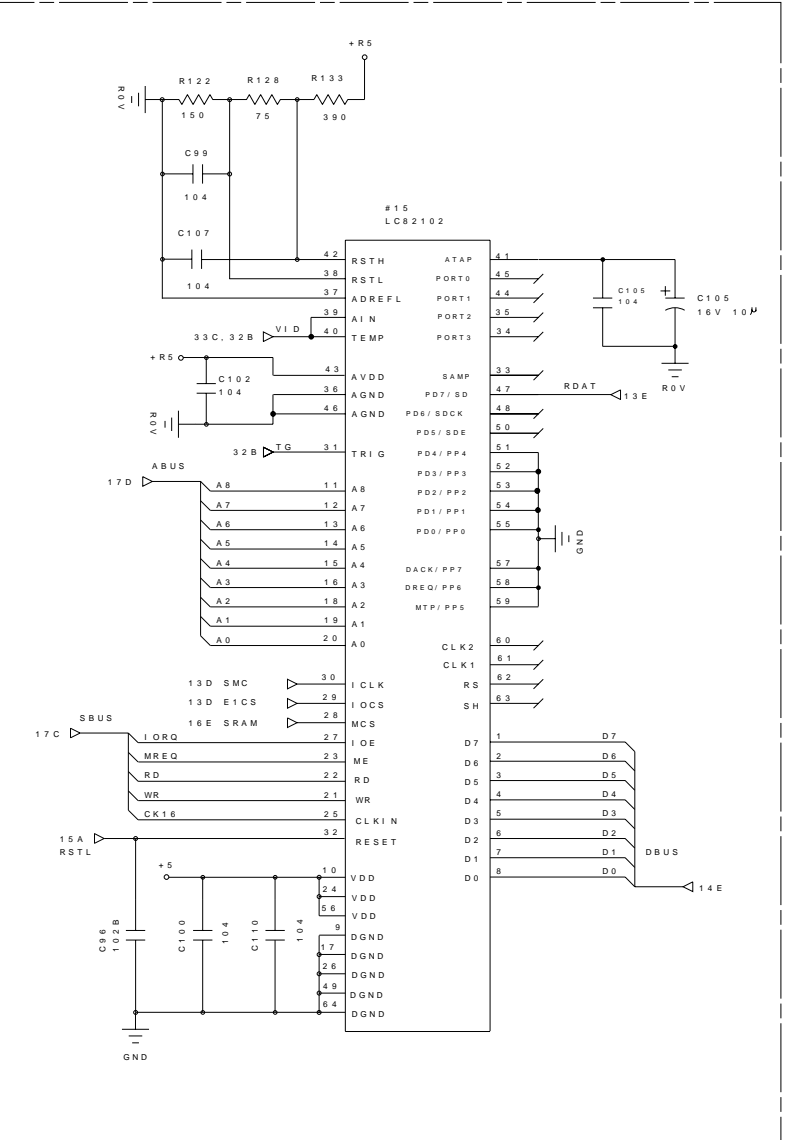 +R5
R122 R128 R133
R0V
150 75 390
C99
104
#15
LC82102
C107
104
42 RSTH ATAP 41
38 RSTL PORT0 45
37 ADREFL PORT1 44
39 AIN PORT2 35
33C, 32B VID 40 TEMP PORT3 34
C105
104
+ C105
16V 10μ
R0V
+R5 43 AVDD SAMP 33
C102
104
36 AGND PD7/SD 47 RDAT 13E
R0V
46 AGND PD6/SDCK 48
PD5/SDE 50
32B TG 31 TRIG PD4/PP4 51
ABUS
17D
PD3/PP3 52
A8 11 A8 PD2/PP2 53
A7 12 A7 PD1/PP1 54
A6 13 A6 PD0/PP0 55
GND
A5 14 A5
A4 15 A4 DACK/PP7 57
A3 16 A3 DREQ/PP6 58
A2 18 A2 MTP/PP5 59
A1 19 A1
A0 20 A0 CLK2 60
CLK1 61
13D SMC 30 ICLK RS 62
13D E1CS 29 IOCS SH 63
16E SRAM 28 MCS
SBUS
17C
IORQ 27 IOE D7 1 D7
MREQ 23 ME D6 2 D6
RD 22 RD D5 3 D5
WR 21 WR D4 4 D4
CK16 25 CLKIN D3 5 D3
15A 32 RESET D2 6 D2
RSTL
D1 7 D1 DBUS
+5 10 VDD D0 8 D0
14E
24 VDD
56 VDD
9 DGND
C96
102B
C100
104
C110
104
17 DGND
26 DGND
49 DGND
64 DGND
GND